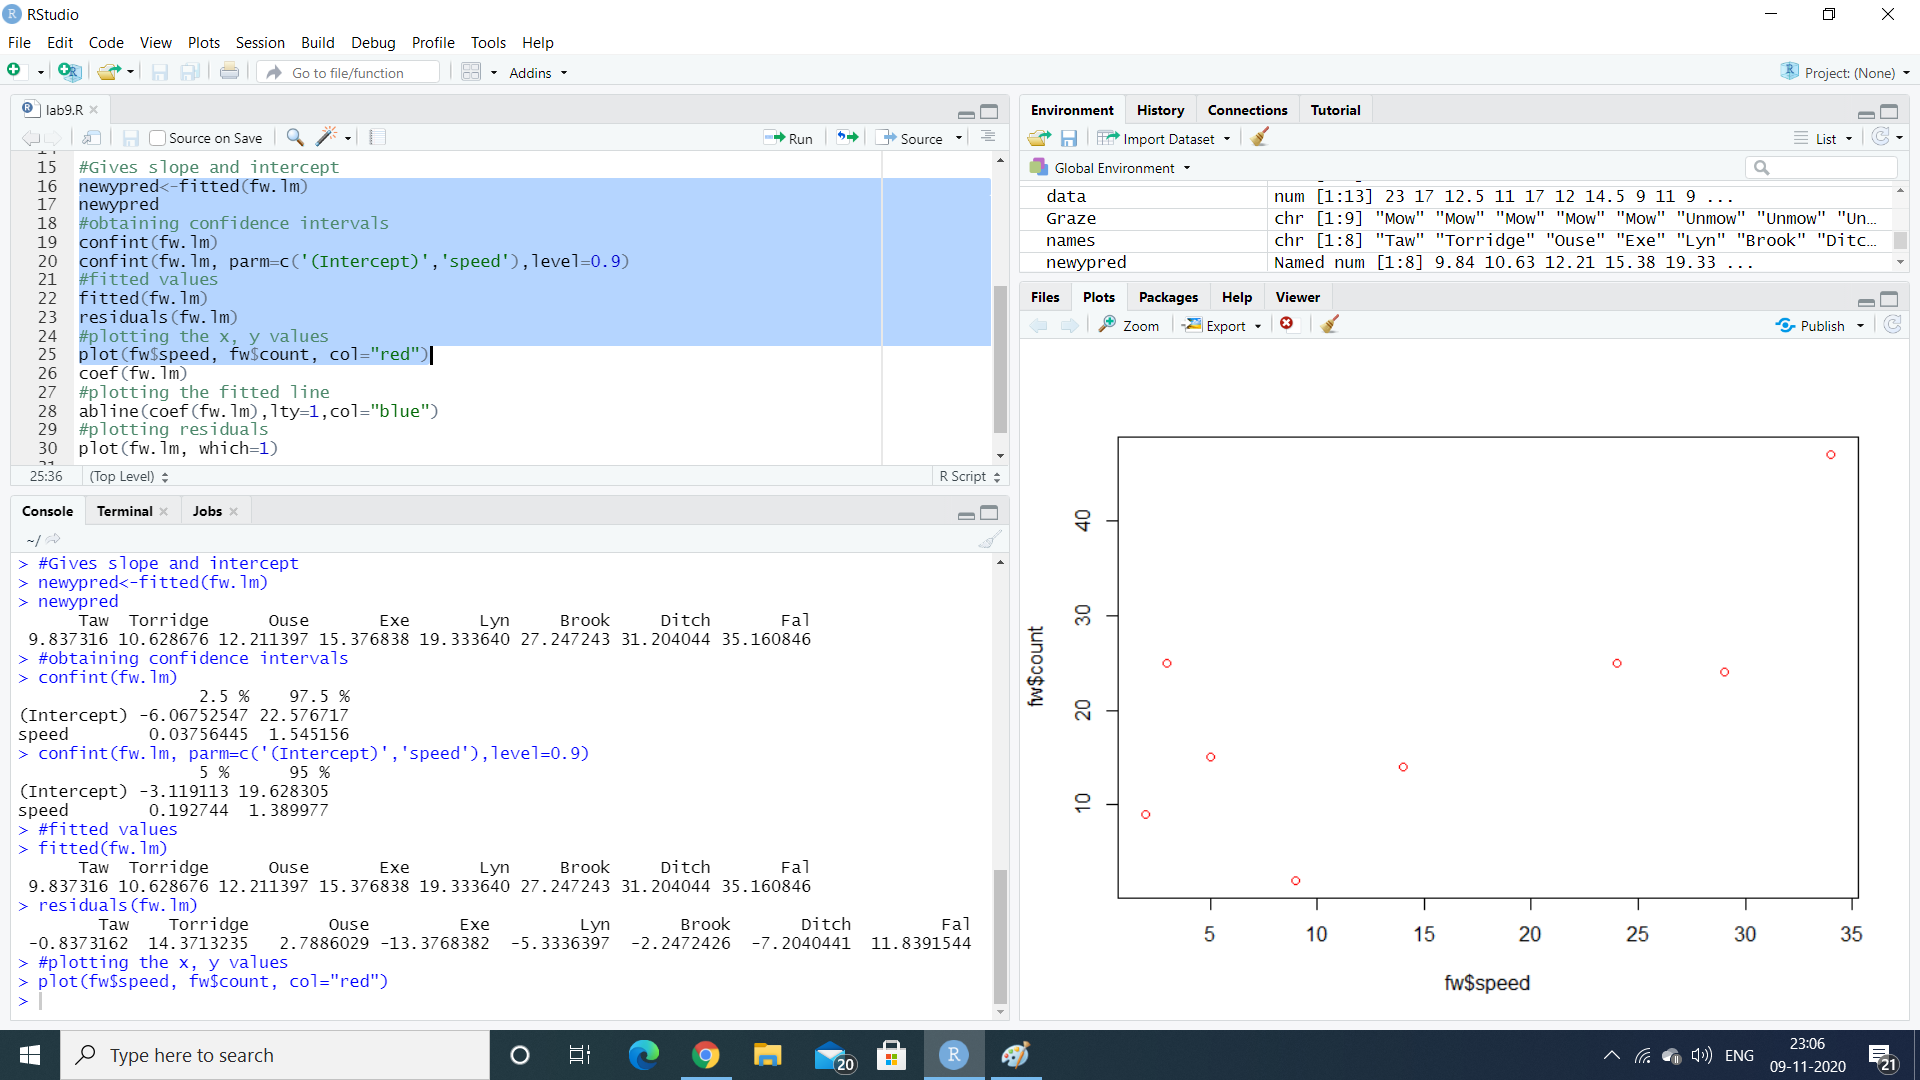 RStudio
File Edit Code View Plots Session Build Debug Profile Tools Help
Go to file/function Addins Project: (None)
lab9.R
Source on Save Run Source
15 #Gives slope and intercept
16 newypred<-fitted(fw.lm)
17 newypred
18 #obtaining confidence intervals
19 confint(fw.lm)
20 confint(fw.lm, parm=c('(Intercept)','speed'),level=0.9)
21 #fitted values
22 fitted(fw.lm)
23 residuals(fw.lm)
24 #plotting the x, y values
25 plot(fw$speed, fw$count, col="red")
26 coef(fw.lm)
27 #plotting the fitted line
28 abline(coef(fw.lm),lty=1,col="blue")
29 #plotting residuals
30 plot(fw.lm, which=1)
25:36 (Top Level) R Script
Console Terminal Jobs
~/
> #Gives slope and intercept
> newypred<-fitted(fw.lm)
> newypred
Taw Torridge Ouse Exe Lyn Brook Ditch Fal
9.837316 10.628676 12.211397 15.376838 19.333640 27.247243 31.204044 35.160846
> #obtaining confidence intervals
> confint(fw.lm)
2.5 % 97.5 %
(Intercept) -6.06752547 22.576717
speed 0.03756445 1.545156
> confint(fw.lm, parm=c('(Intercept)','speed'),level=0.9)
5 % 95 %
(Intercept) -3.119113 19.628305
speed 0.192744 1.389977
> #fitted values
> fitted(fw.lm)
Taw Torridge Ouse Exe Lyn Brook Ditch Fal
9.837316 10.628676 12.211397 15.376838 19.333640 27.247243 31.204044 35.160846
> residuals(fw.lm)
Taw Torridge Ouse Exe Lyn Brook Ditch Fal
-0.8373162 14.3713235 2.7886029 -13.3768382 -5.3336397 -2.2472426 -7.2040441 11.8391544
> #plotting the x, y values
> plot(fw$speed, fw$count, col="red")
>
Environment History Connections Tutorial
Import Dataset List
Global Environment
data num [1:13] 23 17 12.5 11 17 12 14.5 9 11 9 ...
Graze chr [1:9] "Mow" "Mow" "Mow" "Mow" "Mow" "Unmow" "Unmow" "Un...
names chr [1:8] "Taw" "Torridge" "Ouse" "Exe" "Lyn" "Brook" "Ditc...
newypred Named num [1:8] 9.84 10.63 12.21 15.38 19.33 ...
Files Plots Packages Help Viewer
Zoom Export Publish
fw$count
40
30
20
10
5 10 15 20 25 30 35
fw$speed
Type here to search
20
R
ENG
23:06
09-11-2020
21